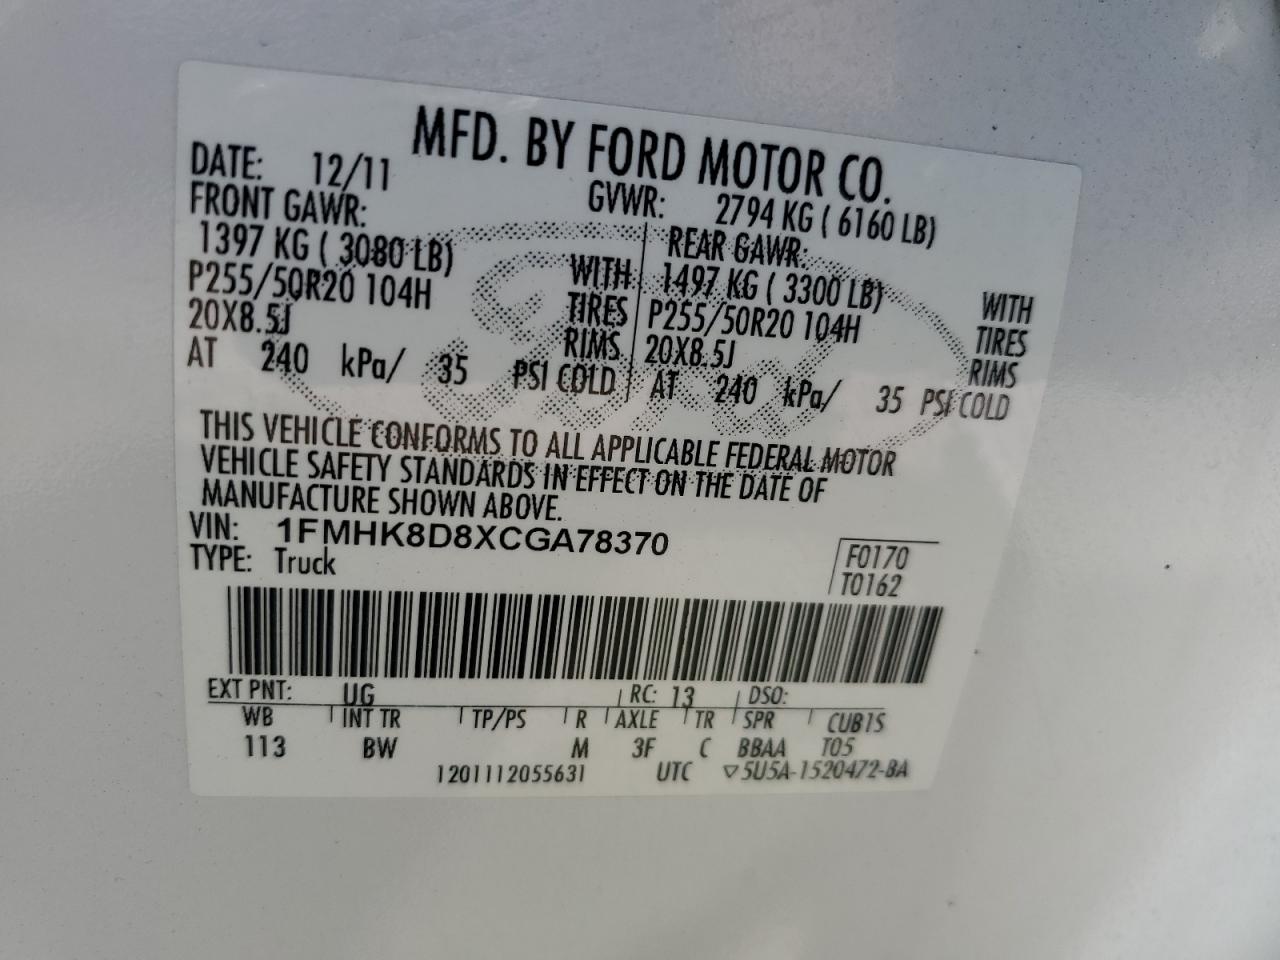 MFD. BY FORD MOTOR CO.
DATE: 12/11 GVWR: 2794 KG ( 6160 LB)
FRONT GAWR: REAR GAWR:
1397 KG ( 3080 LB) WITH 1497 KG ( 3300 LB) WITH
P255/50R20 104H TIRES P255/50R20 104H TIRES
20X8.5J RIMS 20X8.5J RIMS
AT 240 kPa/ 35 PSI COLD AT 240 kPa/ 35 PSI COLD
THIS VEHICLE CONFORMS TO ALL APPLICABLE FEDERAL MOTOR
VEHICLE SAFETY STANDARDS IN EFFECT ON THE DATE OF
MANUFACTURE SHOWN ABOVE.
VIN: 1FMHK8D8XCGA78370 F0170
TYPE: Truck T0162
EXT PNT: UG RC: 13 DSO:
WB INT TR TP/PS R AXLE TR SPR CUBTS
113 BW M 3F C BBAA T05
1201112055631 UTC ▽5U5A-1520472-BA